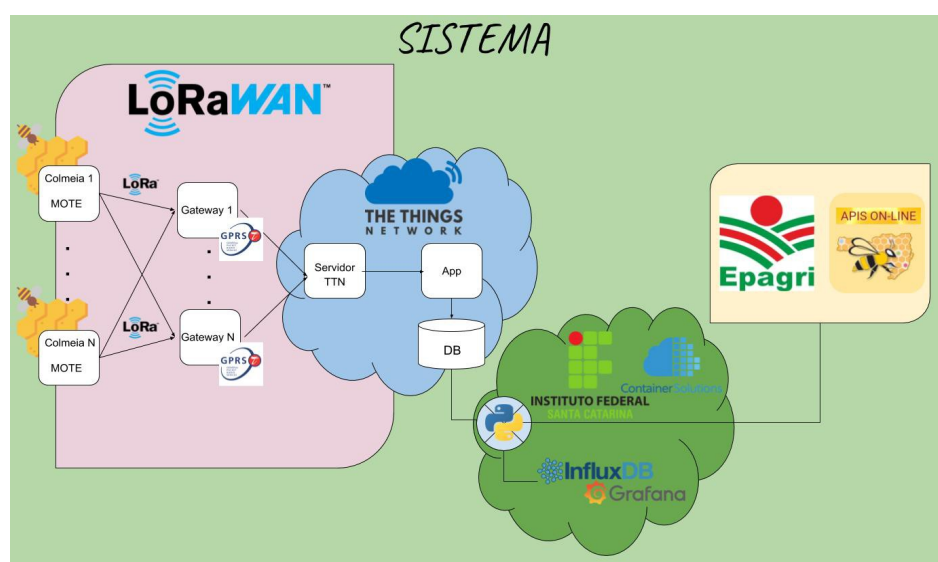 SISTEMA
LoRaWAN™
Colmeia 1
MOTE
LoRa
Gateway 1
GPRS
Colmeia N
MOTE
LoRa
Gateway N
GPRS
THE THINGS
NETWORK
Servidor
TTN
App
DB
INSTITUTO FEDERAL
SANTA CATARINA
ContainerSolutions
InfluxDB
Grafana
Epagri
APIS ON-LINE